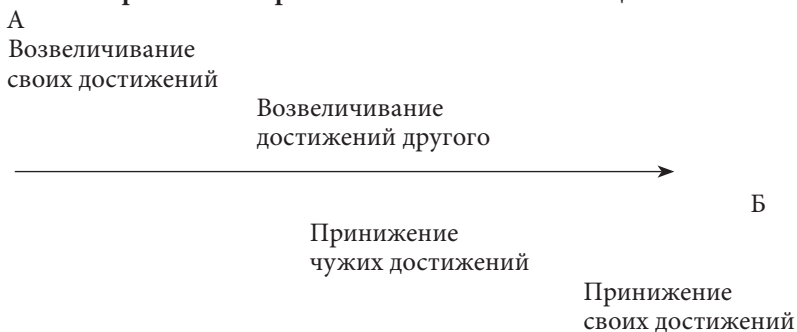 А
Возвеличивание
своих достижений
Возвеличивание
достижений другого
Б
Принижение
чужих достижений
Принижение
своих достижений